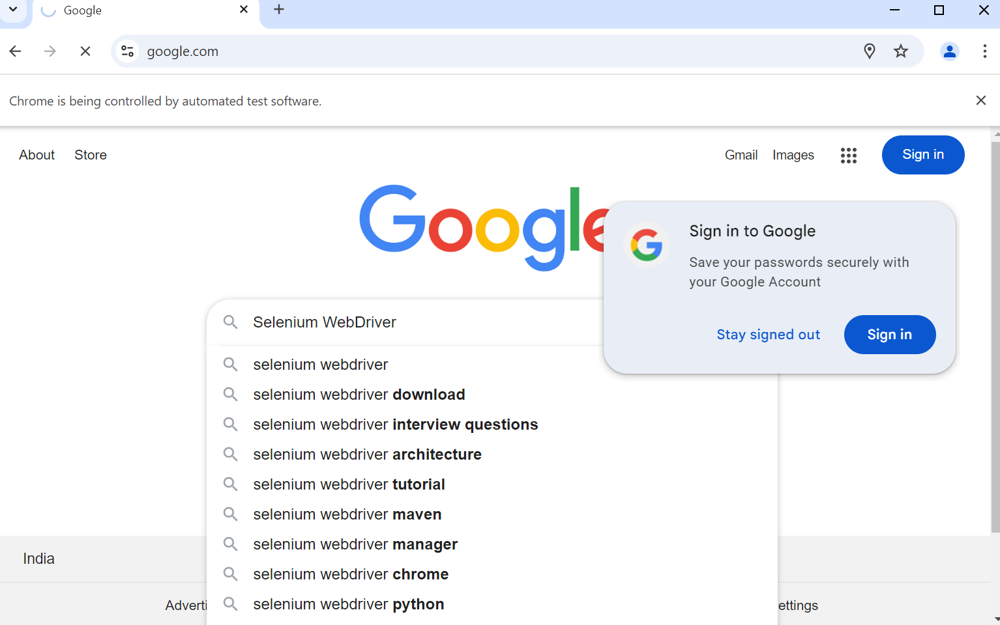 Google
google.com
Chrome is being controlled by automated test software.
About Store Gmail Images Sign in
Google
Sign in to Google
Save your passwords securely with
your Google Account
Stay signed out Sign in
Selenium WebDriver
selenium webdriver
selenium webdriver download
selenium webdriver interview questions
selenium webdriver architecture
selenium webdriver tutorial
selenium webdriver maven
selenium webdriver manager
selenium webdriver chrome
selenium webdriver python
India
Adverti ettings